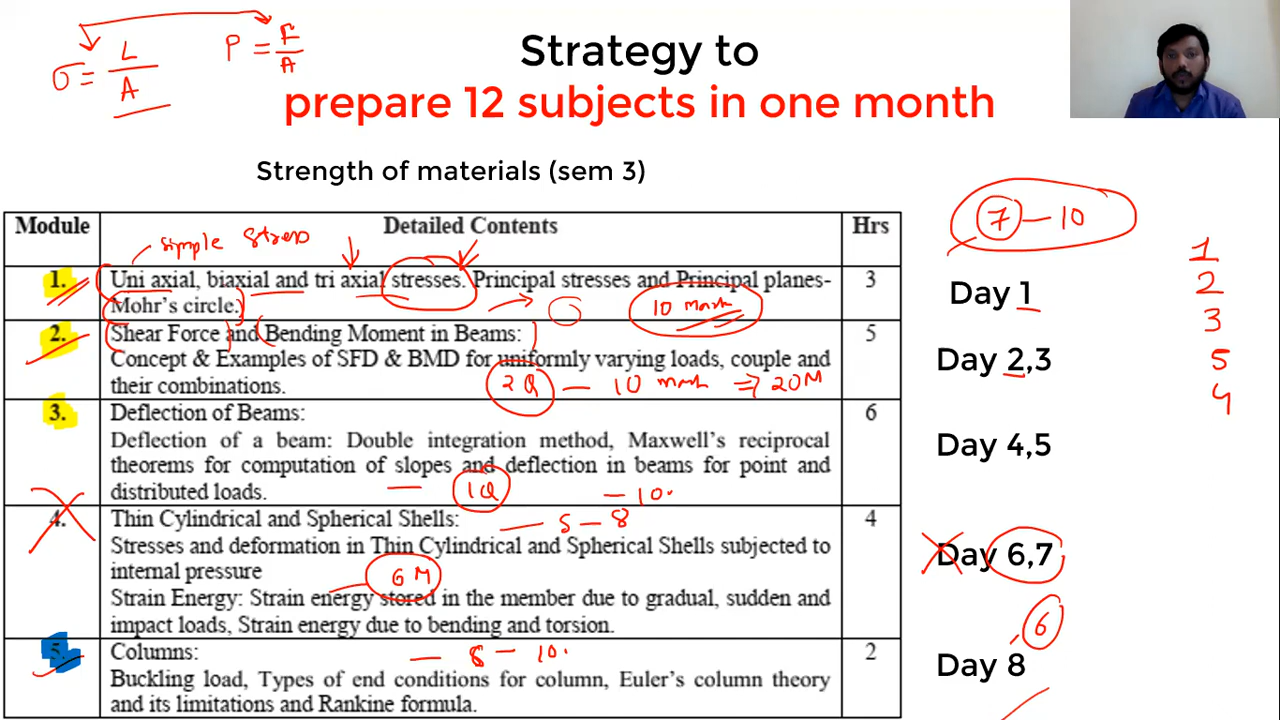 σ = L/A P = F/A
Strategy to
prepare 12 subjects in one month
Strength of materials (sem 3)
Module Detailed Contents Hrs
simple stress
1. Uni axial, biaxial and tri axial stresses. Principal stresses and Principal planes- 3
Mohr's circle. σ 10 mark
2. Shear Force and Bending Moment in Beams: 5
Concept & Examples of SFD & BMD for uniformly varying loads, couple and
their combinations. 2Q — 10 mark ⇒ 20M
3. Deflection of Beams: 6
Deflection of a beam: Double integration method, Maxwell's reciprocal
theorems for computation of slopes and deflection in beams for point and
distributed loads. — 1Q — 10.
4. Thin Cylindrical and Spherical Shells: — 5 – 8 4
Stresses and deformation in Thin Cylindrical and Spherical Shells subjected to
internal pressure — 6M
Strain Energy: Strain energy stored in the member due to gradual, sudden and
impact loads, Strain energy due to bending and torsion.
5. Columns: — 8 – 10. 2
Buckling load, Types of end conditions for column, Euler's column theory
and its limitations and Rankine formula.
7 — 10
Day 1
Day 2,3
Day 4,5
Day 6,7
6
Day 8
1
2
3
5
4